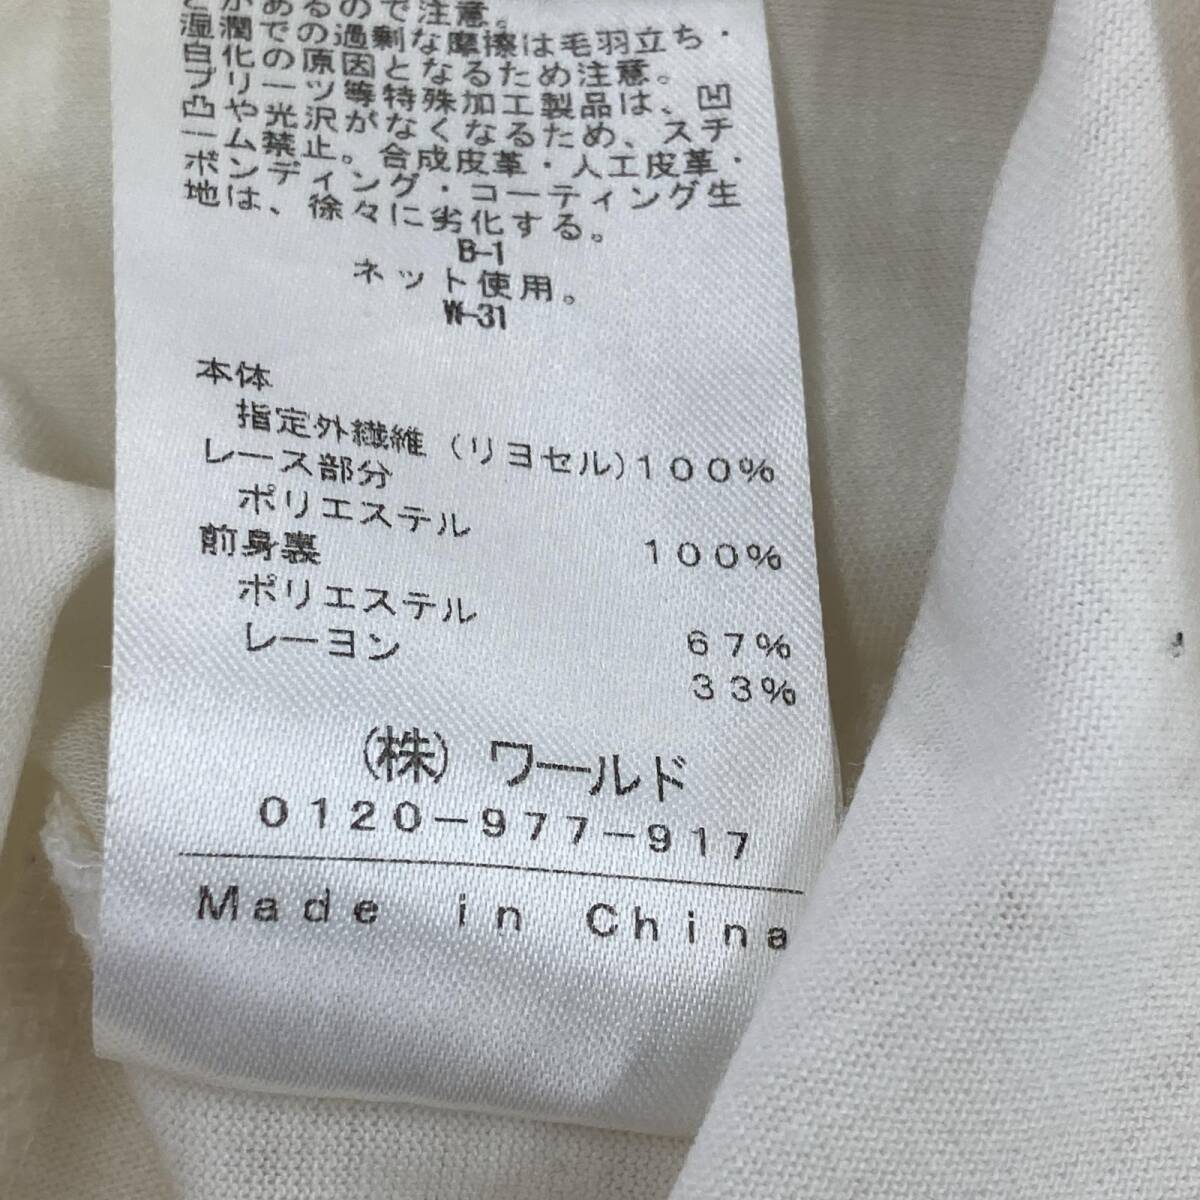 とがあるので注意。
湿潤での過剰な摩擦は毛羽立ち・
白化の原因となるため注意。
プリーツ等特殊加工製品は、凹
凸や光沢がなくなるため、スチ
ーム禁止。合成皮革・人工皮革・
ボンディング・コーティング生
地は、徐々に劣化する。
B-1
ネット使用。
W-31
本体
指定外繊維（リヨセル）100%
レース部分
ポリエステル 100%
前身裏
ポリエステル 67%
レーヨン 33%
(株) ワールド
0120-977-917
Made in China